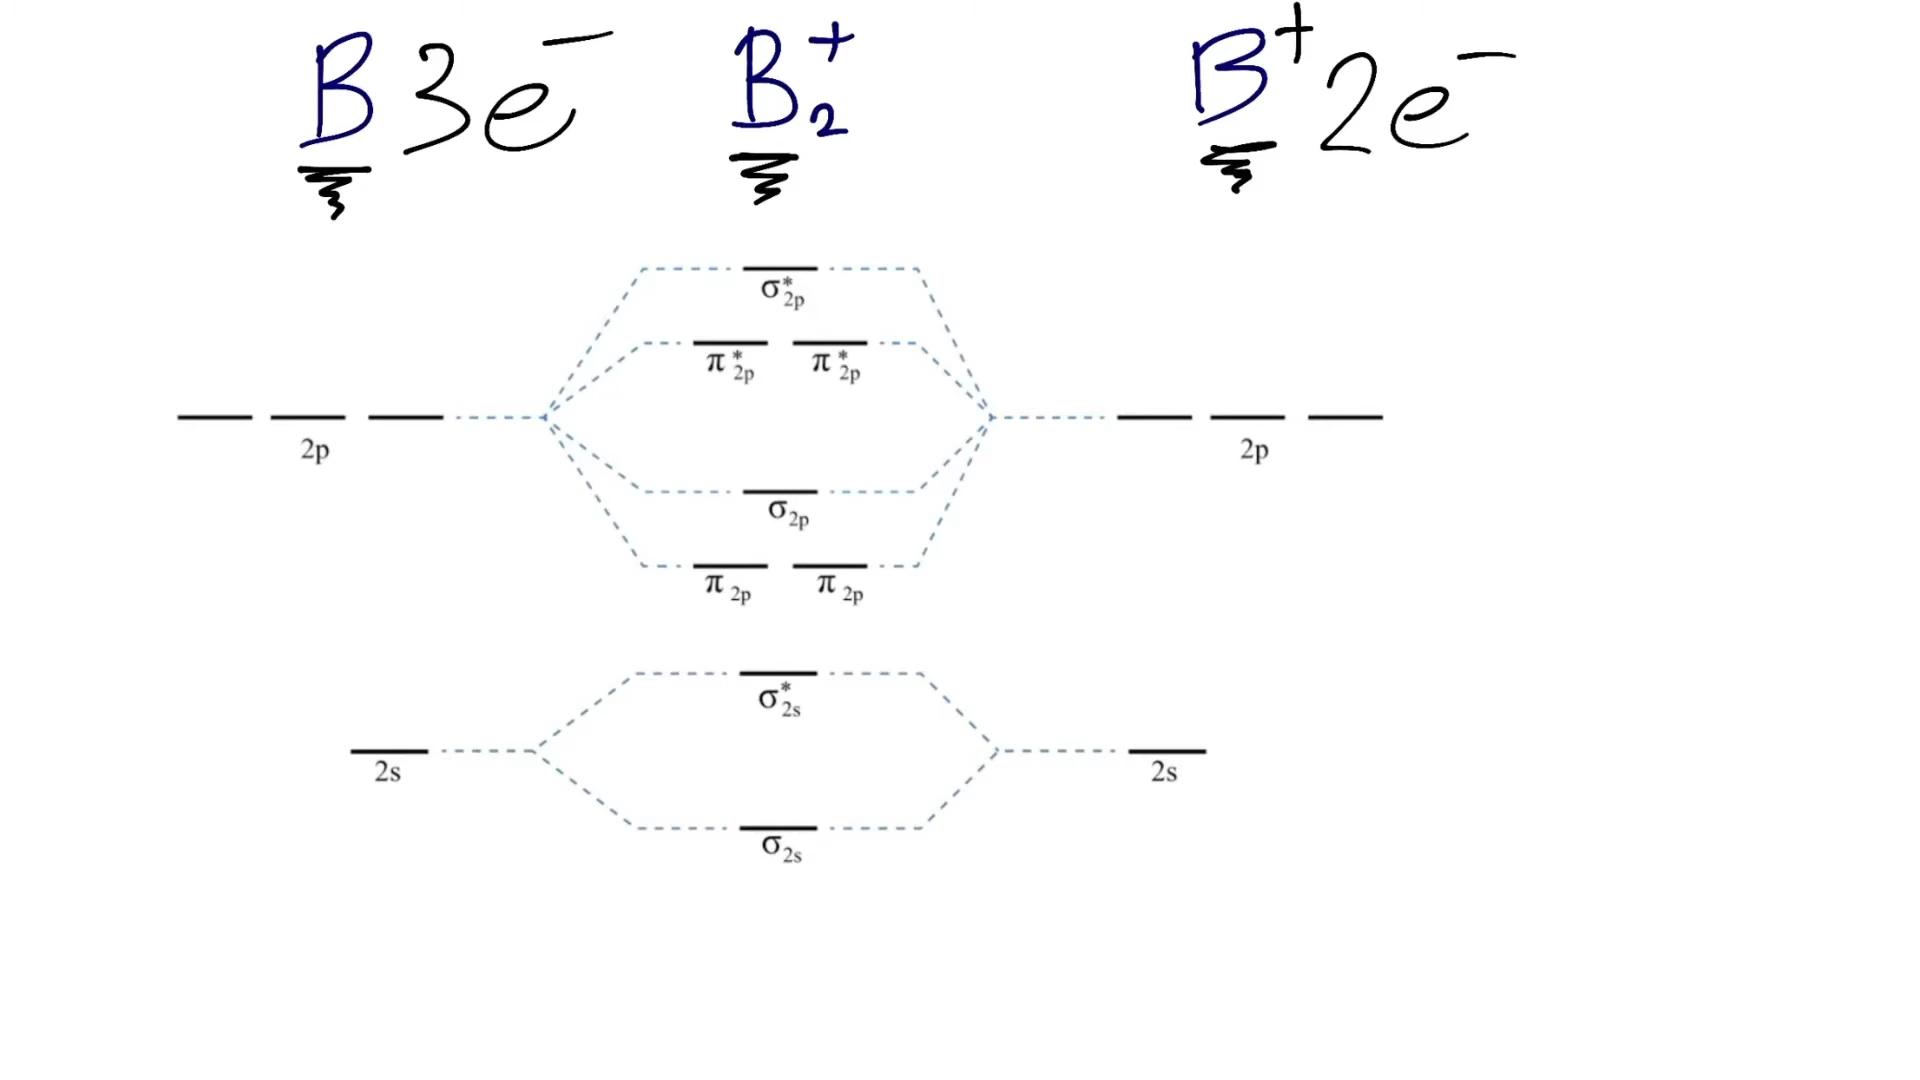 B 3e⁻ B₂⁺ B⁺ 2e⁻
σ*2p
π*2p π*2p
2p 2p
σ2p
π2p π2p
σ*2s
2s 2s
σ2s